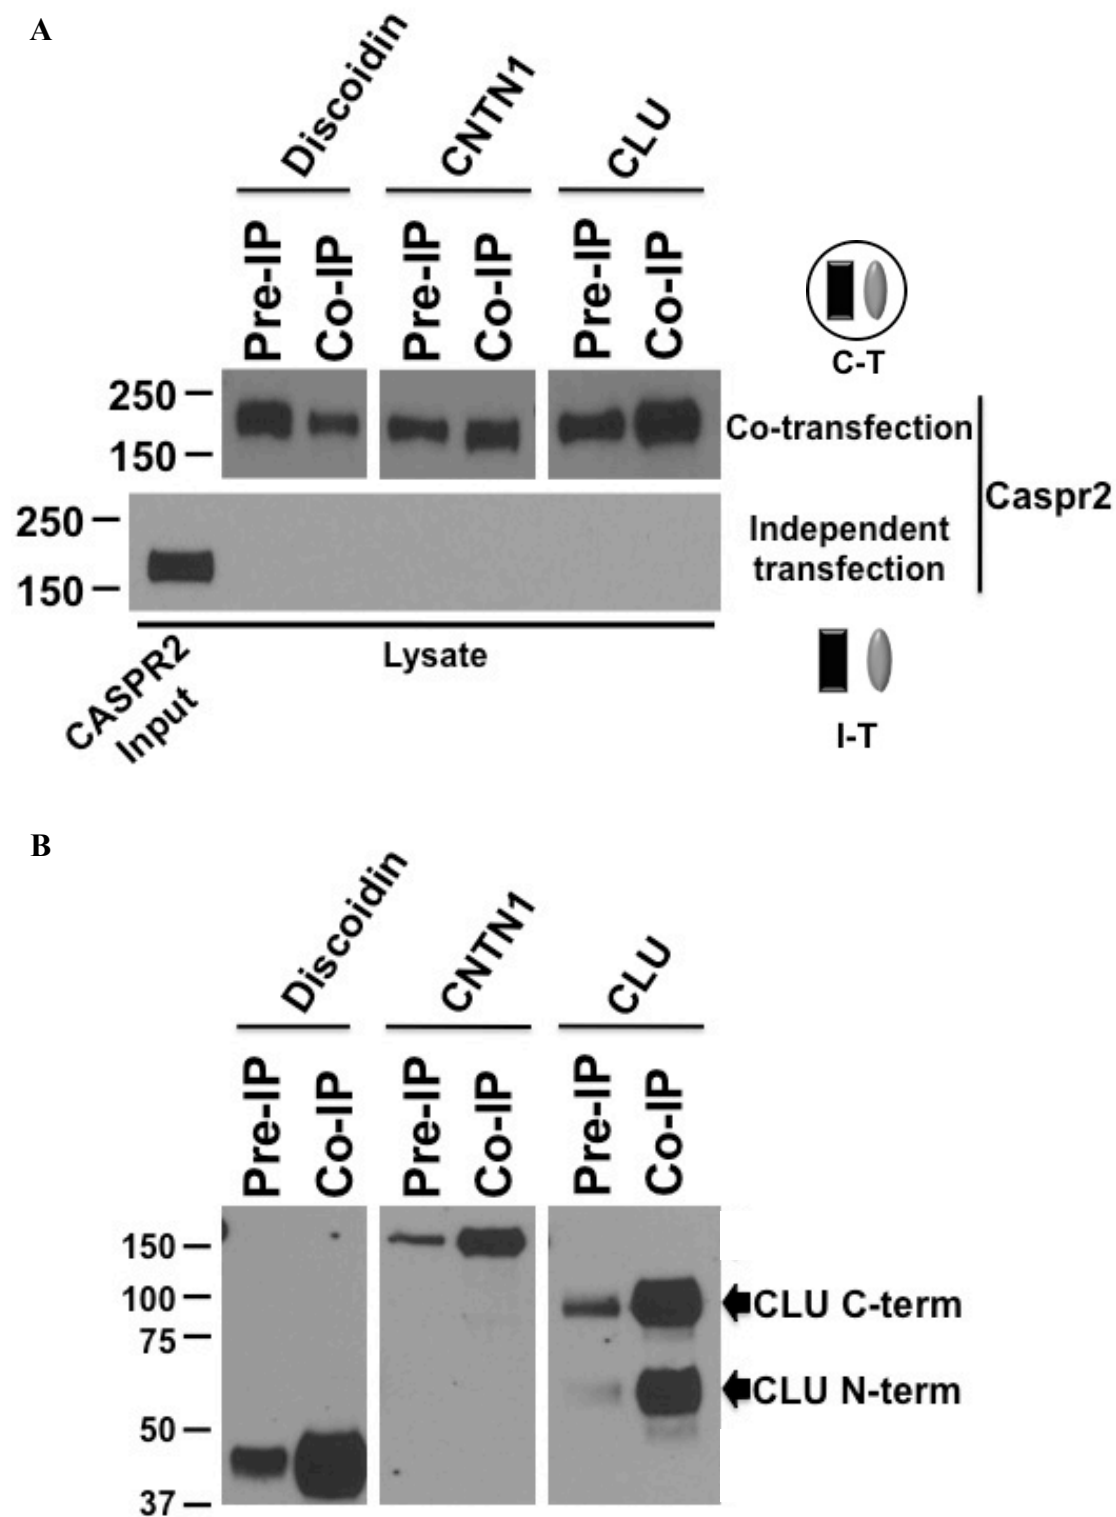 A
Discoidin
CNTN1
CLU
Pre-IP
Co-IP
Pre-IP
Co-IP
Pre-IP
Co-IP
C-T
250
150
Co-transfection
Caspr2
250
150
Independent
transfection
CASPR2
Input
Lysate
I-T
B
Discoidin
CNTN1
CLU
Pre-IP
Co-IP
Pre-IP
Co-IP
Pre-IP
Co-IP
150
100
75
50
37
CLU C-term
CLU N-term